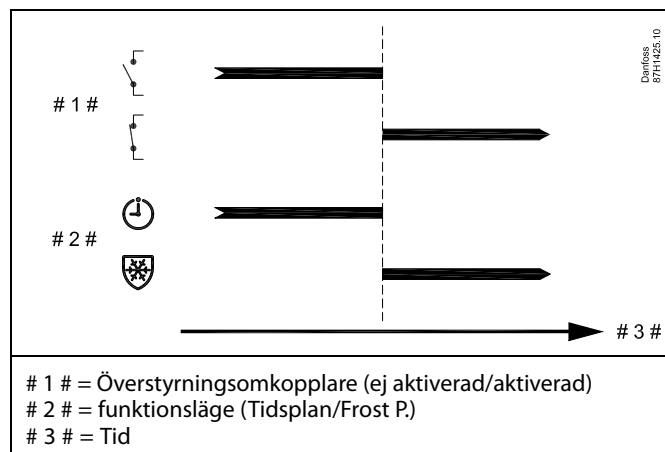 Danfoss
87H1425.10
# 1 #
# 2 #
# 3 #
# 1 # = Överstyrningsomkopplare (ej aktiverad/aktiverad)
# 2 # = funktionsläge (Tidsplan/Frost P.)
# 3 # = Tid